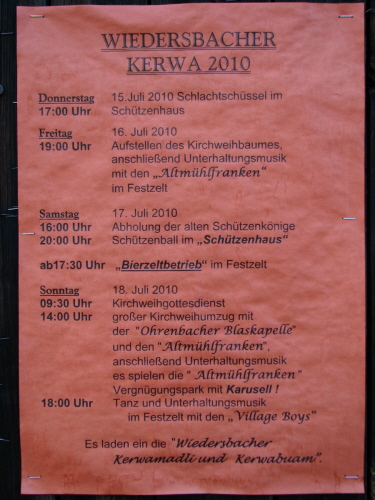 WIEDERSBACHER
KERWA 2010
Donnerstag 15.Juli 2010 Schlachtschüssel im
17:00 Uhr Schützenhaus
Freitag 16. Juli 2010
19:00 Uhr Aufstellen des Kirchweihbaumes,
anschließend Unterhaltungsmusik
mit den „Altmühlfranken“
im Festzelt
Samstag 17. Juli 2010
16:00 Uhr Abholung der alten Schützenkönige
20:00 Uhr Schützenball im „Schützenhaus“
ab17:30 Uhr „Bierzeltbetrieb“ im Festzelt
Sonntag 18. Juli 2010
09:30 Uhr Kirchweihgottesdienst
14:00 Uhr großer Kirchweihumzug mit
der "Ohrenbacher Blaskapelle"
und den "Altmühlfranken",
anschließend Unterhaltungsmusik
es spielen die "Altmühlfranken"
Vergnügungspark mit Karusell !
18:00 Uhr Tanz und Unterhaltungsmusik
im Festzelt mit den „Village Boys"
Es laden ein die "Wiedersbacher
Kerwamadli und Kerwabuam".